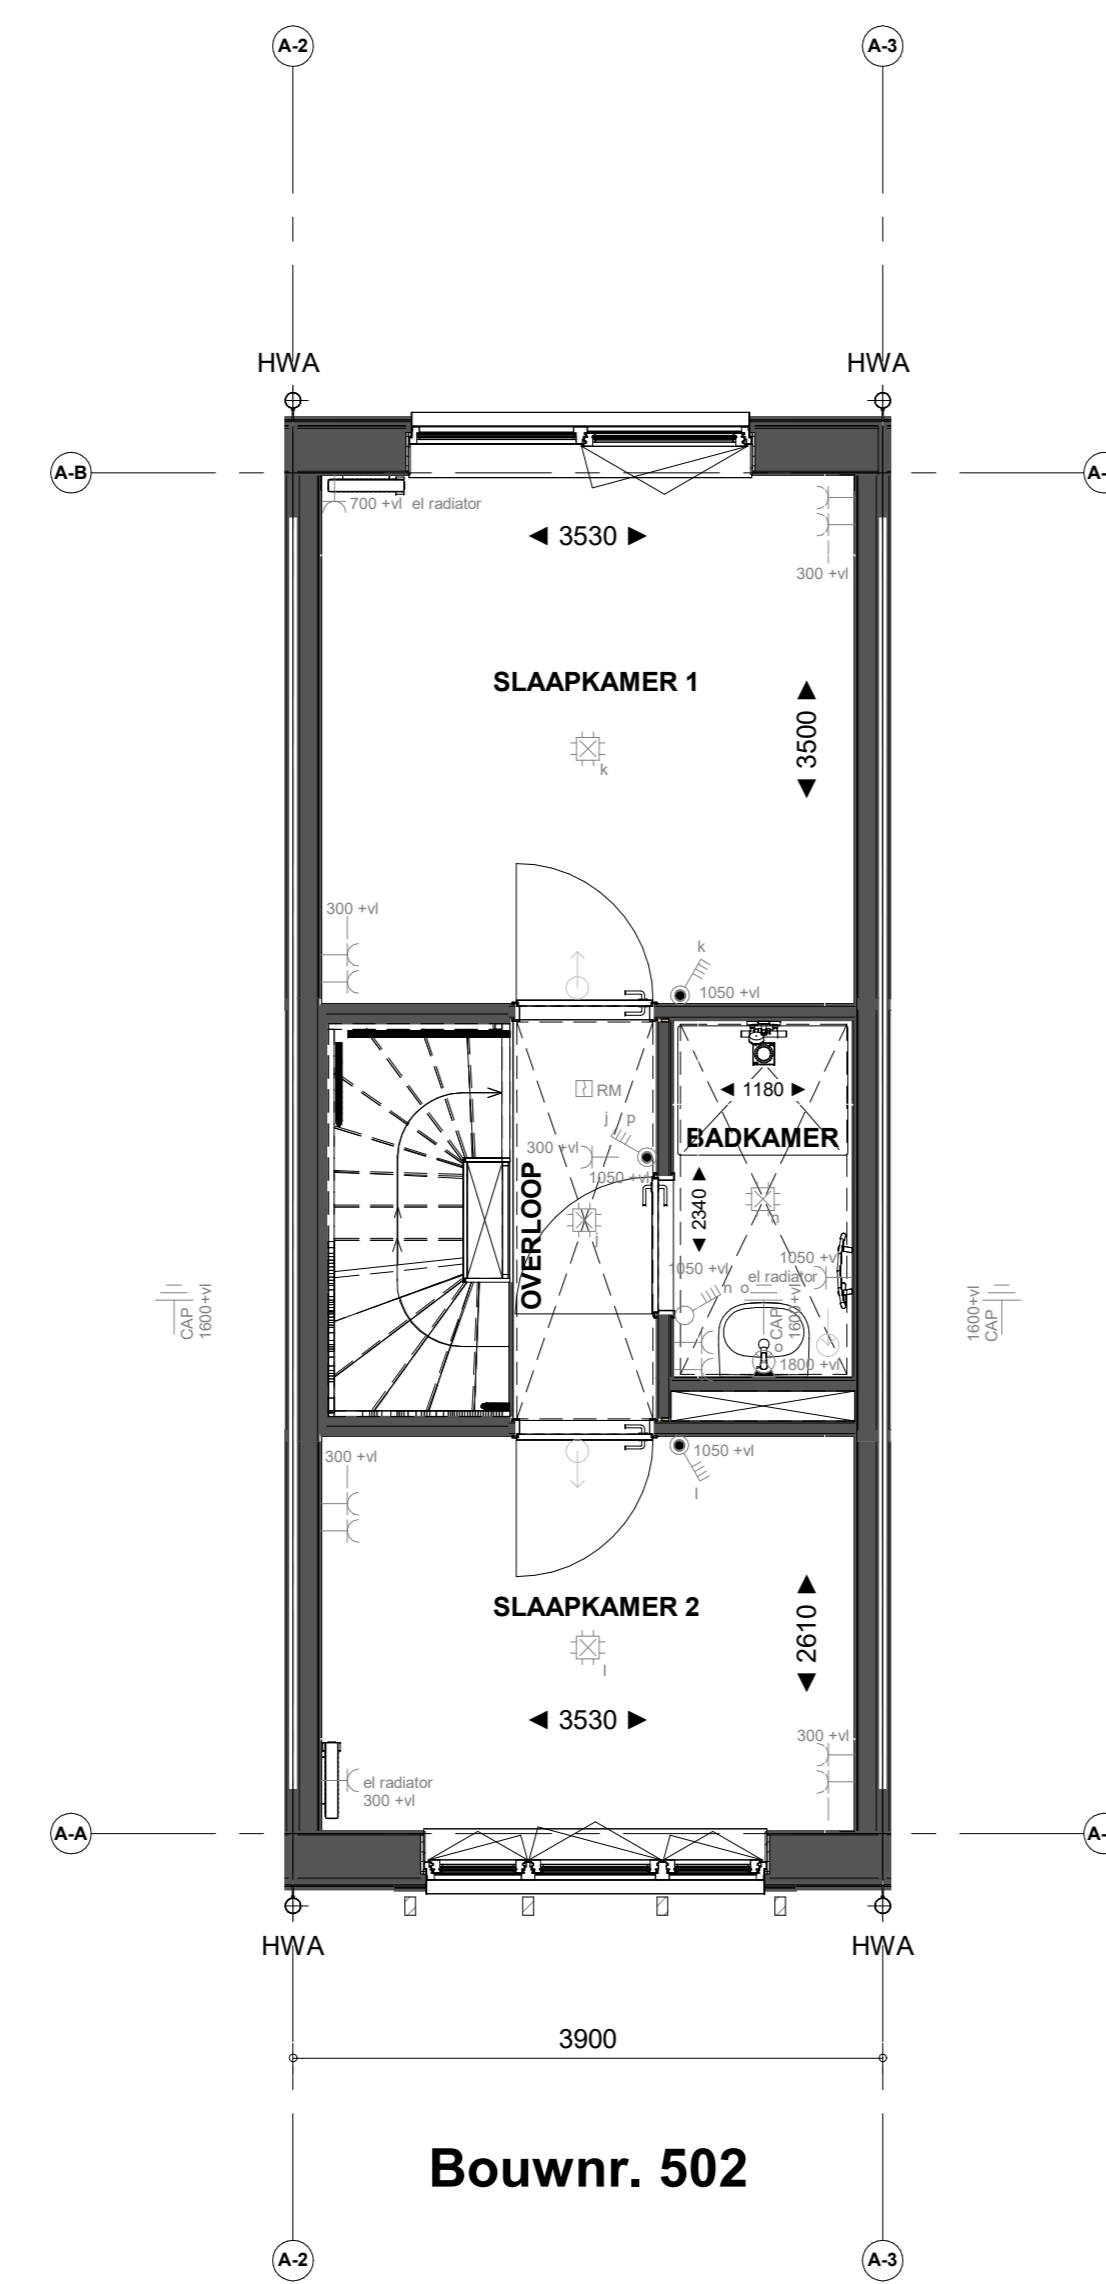 A-2
A-3
HWA
HWA
A-B
A-
700 +vl el radiator
◄ 3530 ►
300 +vl
SLAAPKAMER 1
◄ 3500 ►
k
300 +vl
k
1050 +vl
RM
◄ 1180 ►
j p
BADKAMER
300 +vl
1050 +vl
OVERLOOP
◄ 2340 ►
n
j
1050 +vl
1050 +vl
el radiator
n o
CAP
1600+vl
CAP
1600+vl
o
1600+vl
CAP
1800 +vl
300 +vl
1050 +vl
l
SLAAPKAMER 2
◄ 2610 ►
l
◄ 3530 ►
300 +vl
el radiator
300 +vl
A-A
A-
HWA
HWA
3900
Bouwnr. 502
A-2
A-3